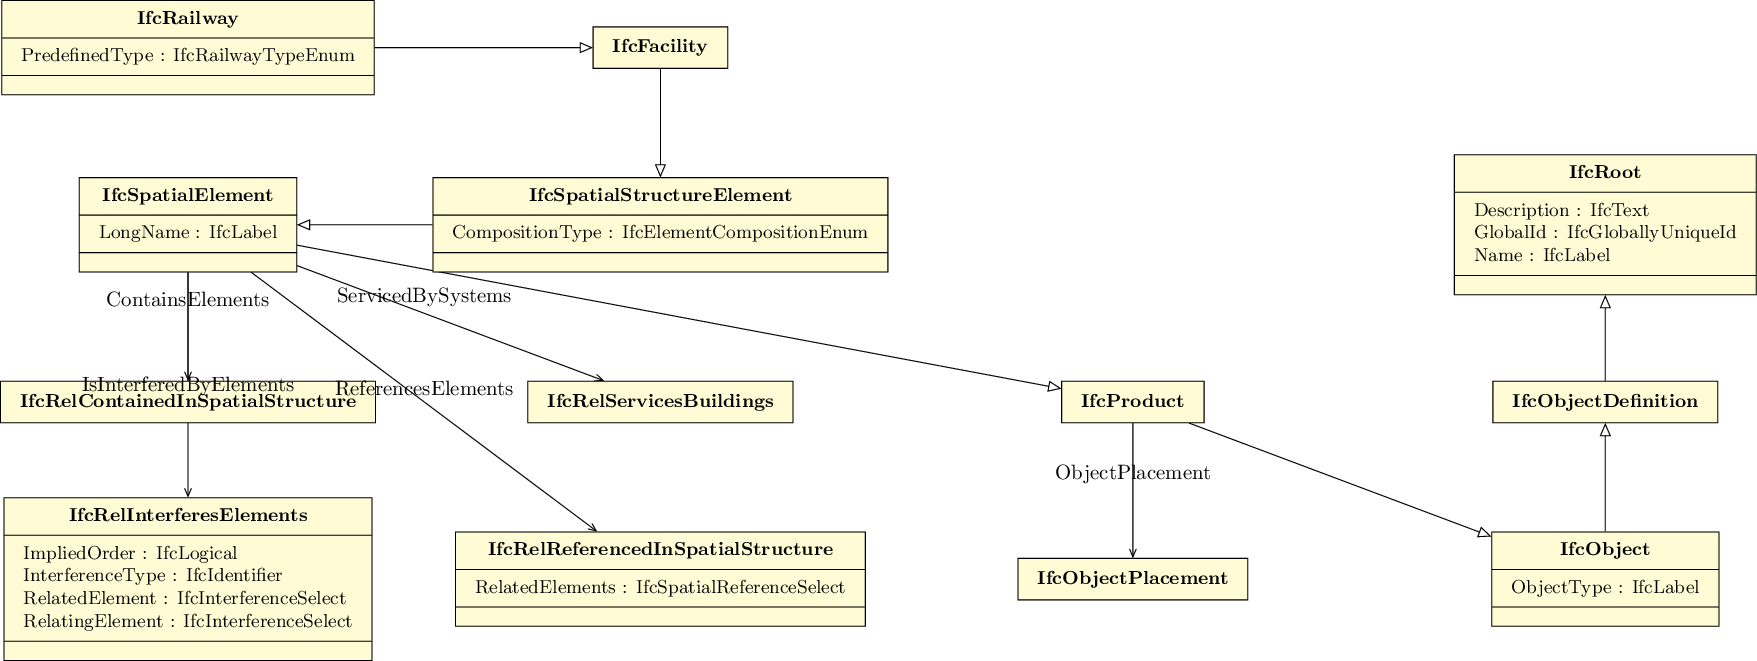 IfcRailway
PredefinedType : IfcRailwayTypeEnum
IfcFacility
IfcRoot
Description : IfcText
GlobalId : IfcGloballyUniqueId
Name : IfcLabel
IfcSpatialElement
LongName : IfcLabel
IfcSpatialStructureElement
CompositionType : IfcElementCompositionEnum
ContainsElements
ServicedBySystems
IsInterferedByElements
ReferencesElements
IfcRelContainedInSpatialStructure
IfcRelServicesBuildings
IfcProduct
IfcObjectDefinition
ObjectPlacement
IfcRelInterferesElements
ImpliedOrder : IfcLogical
InterferenceType : IfcIdentifier
RelatedElement : IfcInterferenceSelect
RelatingElement : IfcInterferenceSelect
IfcRelReferencedInSpatialStructure
RelatedElements : IfcSpatialReferenceSelect
IfcObjectPlacement
IfcObject
ObjectType : IfcLabel